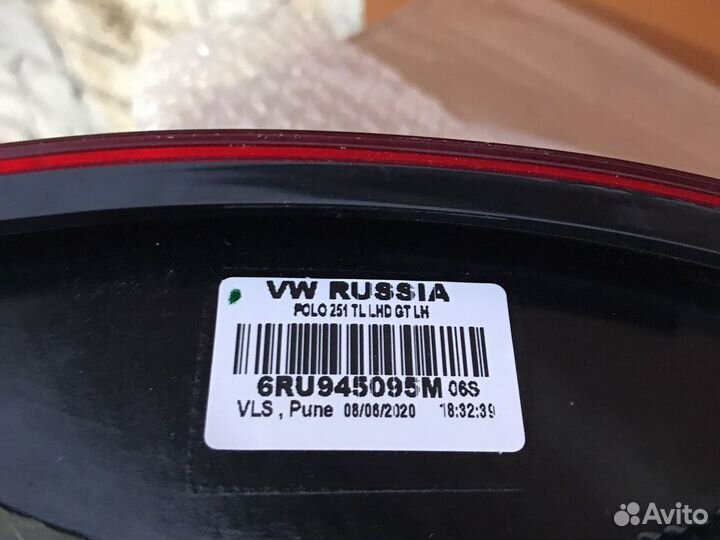 VW RUSSIA
POLO 251 TL LHD GT LH
6RU945095M 06S
VLS , Pune 08/06/2020 18:32:39
Avito